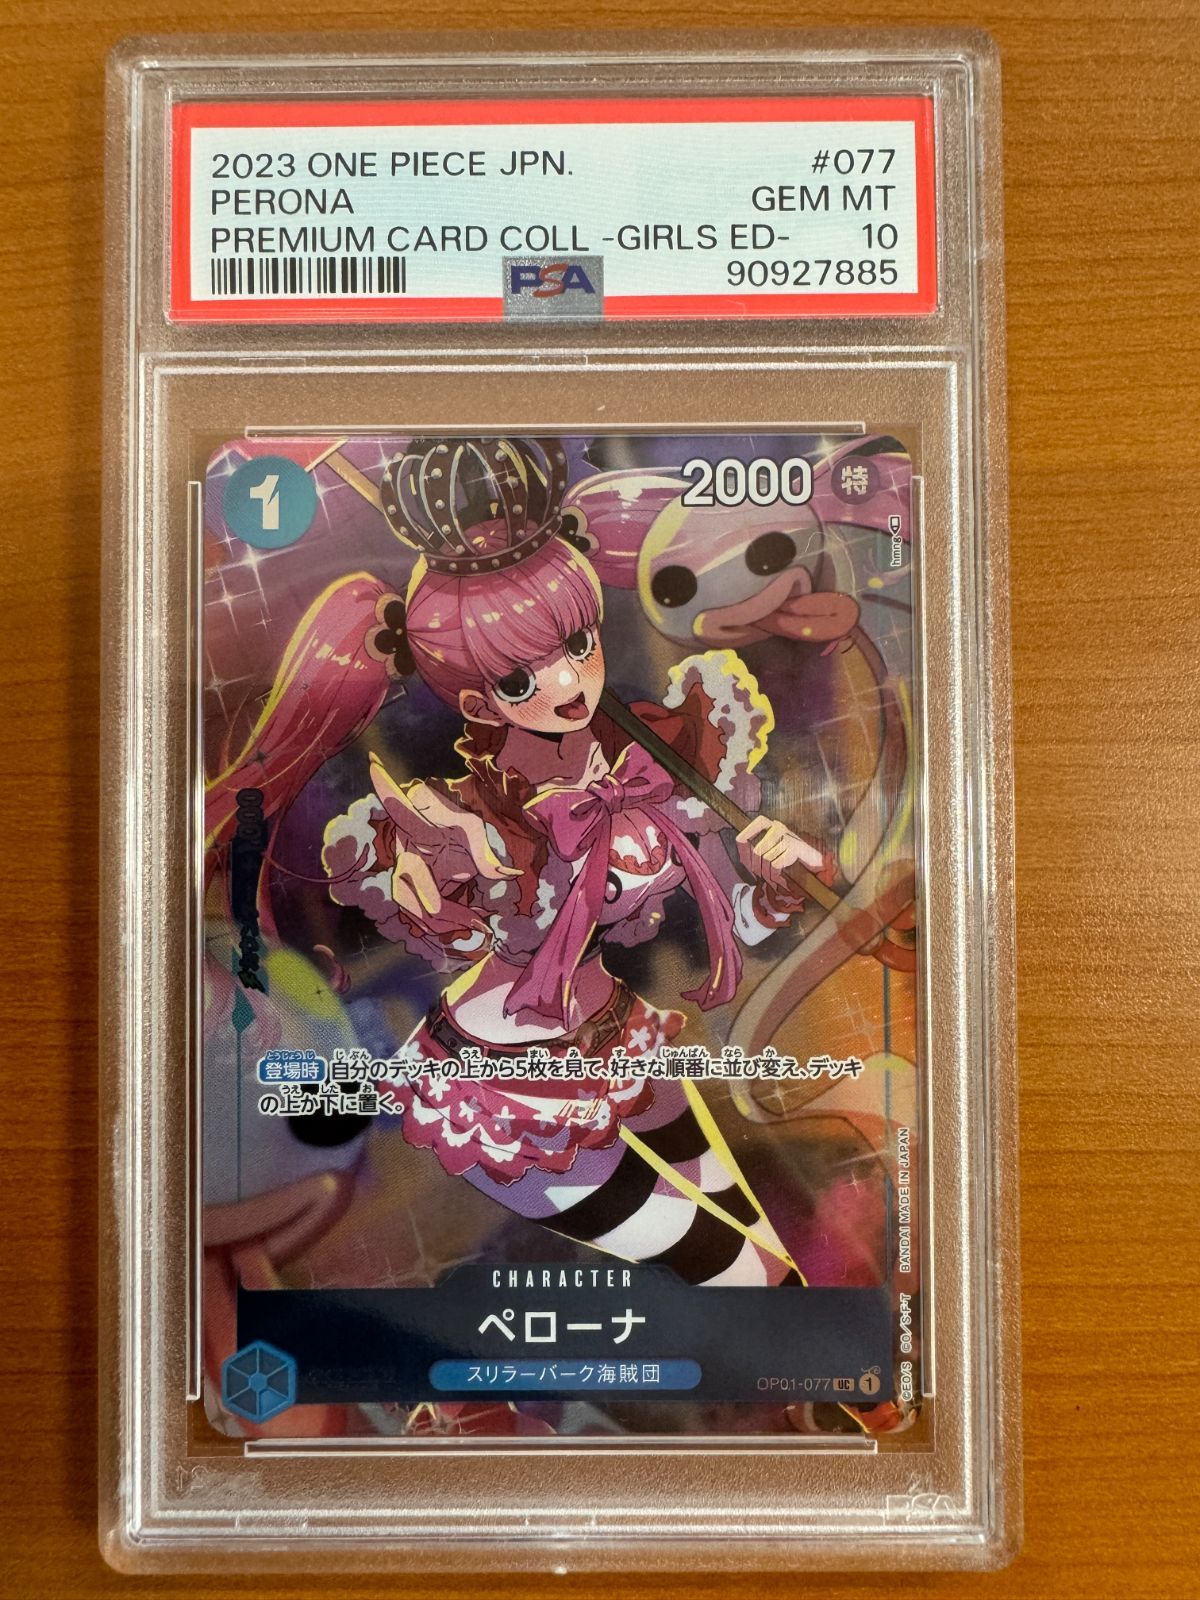 2023 ONE PIECE JPN. #077
PERONA GEM MT
PREMIUM CARD COLL -GIRLS ED- 10
PSA 90927885
1
2000 特
hmng
登場時 自分のデッキの上から5枚を見て、好きな順番に並び変え、デッキ
の上か下に置く。
CHARACTER
ペローナ
スリラーバーク海賊団
OP01-077 UC 1
©EO/S ©O/S·F·T BANDAI MADE IN JAPAN
PSA